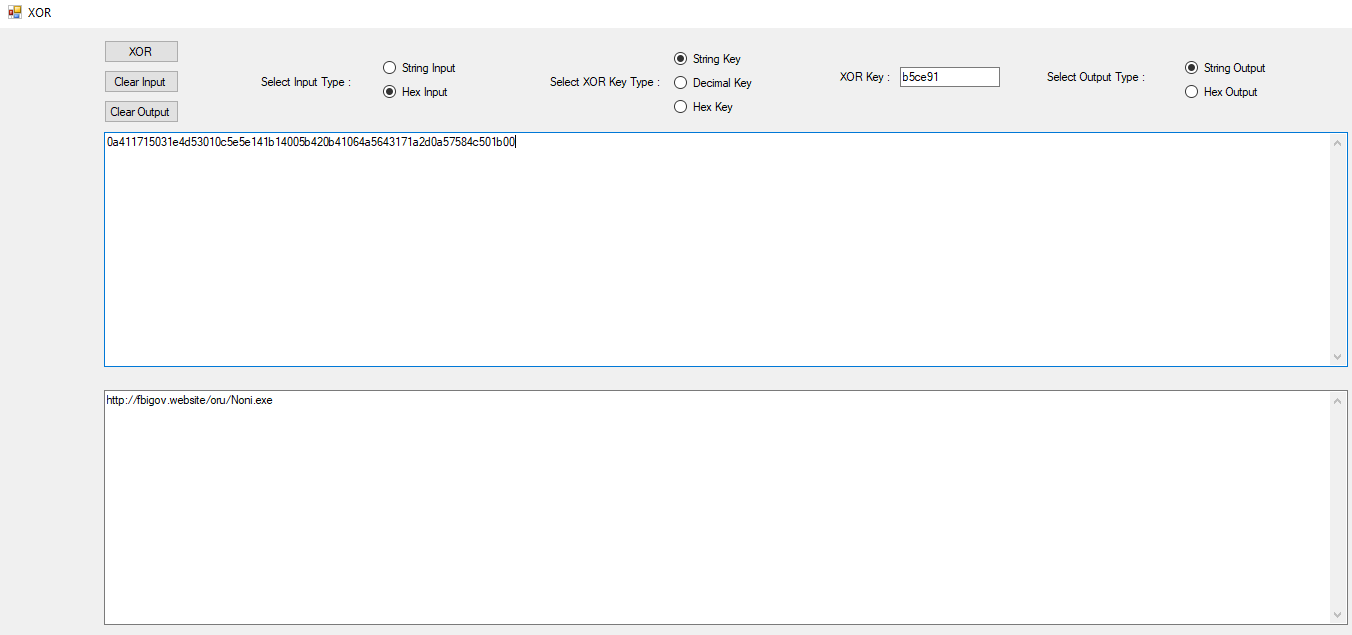 XOR
XOR
Clear Input
Clear Output
Select Input Type :
String Input
Hex Input
Select XOR Key Type :
String Key
Decimal Key
Hex Key
XOR Key :
b5ce91
Select Output Type :
String Output
Hex Output
0a411715031e4d53010c5e5e141b14005b420b41064a5643171a2d0a57584c501b00
http://fbigov.website/oru/Noni.exe